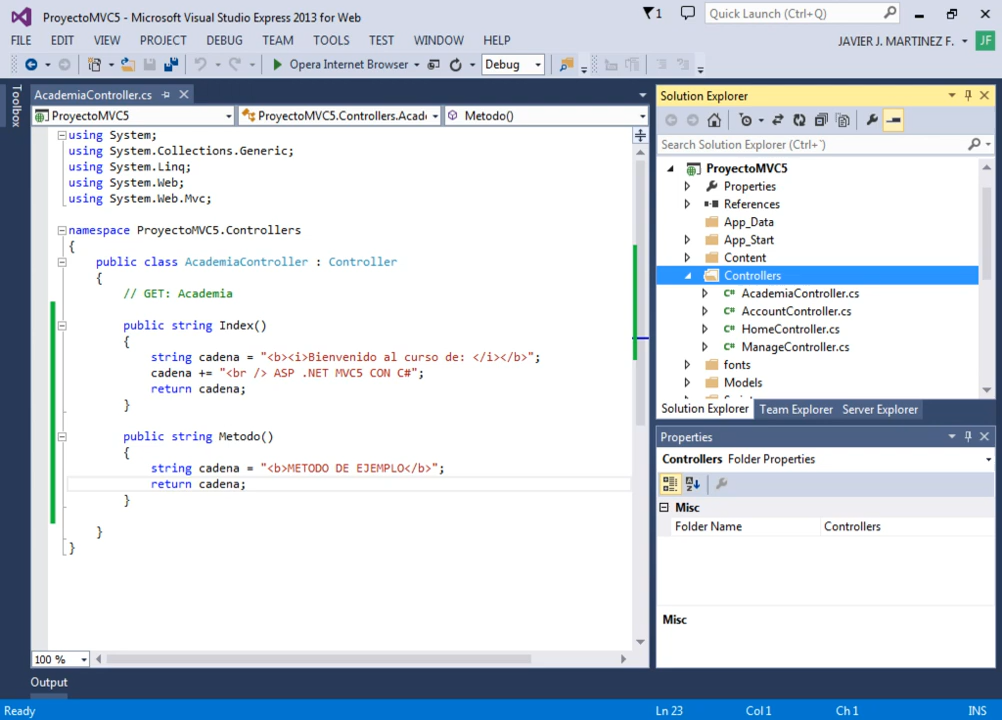 ProyectoMVC5 - Microsoft Visual Studio Express 2013 for Web
1
Quick Launch (Ctrl+Q)
FILE EDIT VIEW PROJECT DEBUG TEAM TOOLS TEST WINDOW HELP
JAVIER J. MARTINEZ F. JF
Opera Internet Browser Debug
Toolbox
AcademiaController.cs
ProyectoMVC5 ProyectoMVC5.Controllers.Acad Metodo()
using System;
using System.Collections.Generic;
using System.Linq;
using System.Web;
using System.Web.Mvc;
namespace ProyectoMVC5.Controllers
{
public class AcademiaController : Controller
{
// GET: Academia
public string Index()
{
string cadena = "<b><i>Bienvenido al curso de: </i></b>";
cadena += "<br /> ASP .NET MVC5 CON C#";
return cadena;
}
public string Metodo()
{
string cadena = "<b>METODO DE EJEMPLO</b>";
return cadena;
}
}
}
100 %
Output
Solution Explorer
Search Solution Explorer (Ctrl+¨)
ProyectoMVC5
Properties
References
App_Data
App_Start
Content
Controllers
C# AcademiaController.cs
C# AccountController.cs
C# HomeController.cs
C# ManageController.cs
fonts
Models
Solution Explorer Team Explorer Server Explorer
Properties
Controllers Folder Properties
Misc
Folder Name Controllers
Misc
Ready Ln 23 Col 1 Ch 1 INS